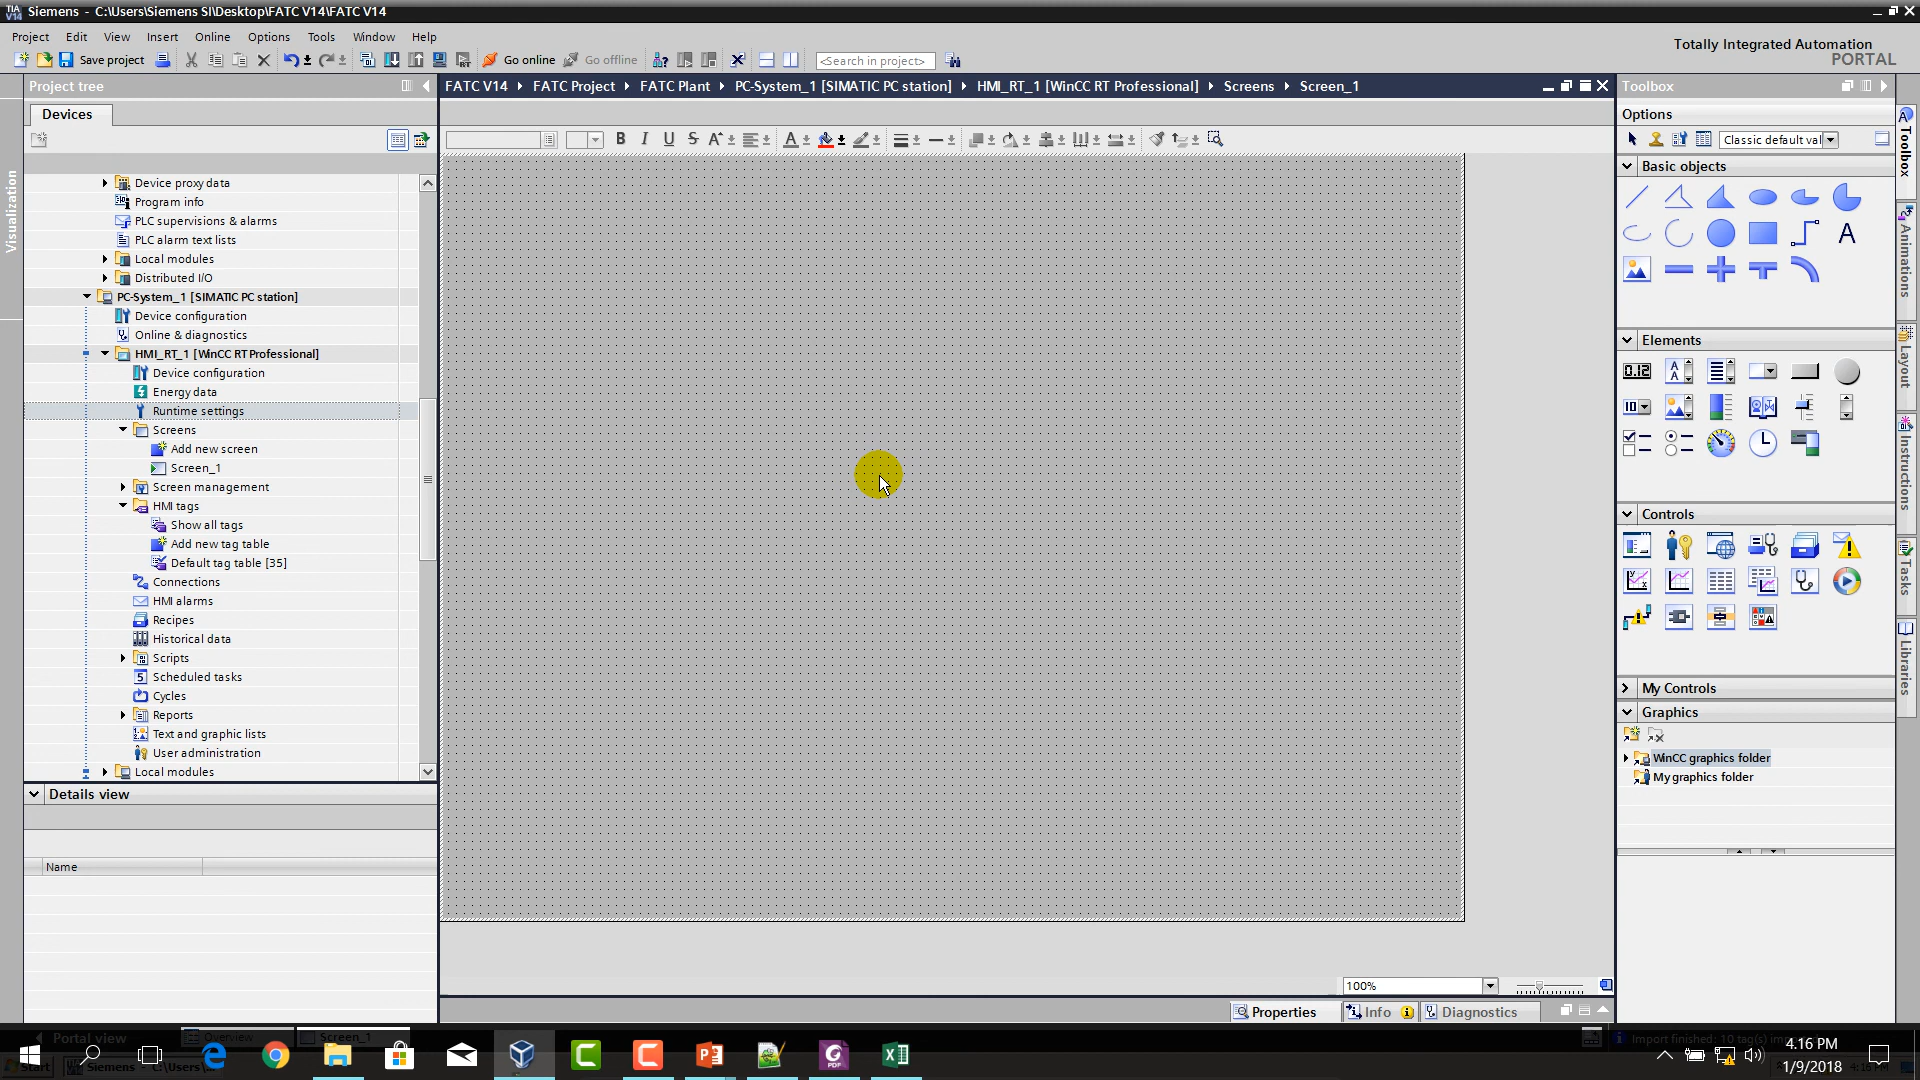 Siemens - C:\Users\Siemens SI\Desktop\FATC V14\FATC V14
Project Edit View Insert Online Options Tools Window Help
Totally Integrated Automation
PORTAL
Save project
Go online
Go offline
<Search in project>
Project tree
FATC V14 FATC Project FATC Plant PC-System_1 [SIMATIC PC station] HMI_RT_1 [WinCC RT Professional] Screens Screen_1
Toolbox
Devices
Options
Classic default val
Visualization
Device proxy data
Program info
PLC supervisions & alarms
PLC alarm text lists
Local modules
Distributed I/O
PC-System_1 [SIMATIC PC station]
Device configuration
Online & diagnostics
HMI_RT_1 [WinCC RT Professional]
Device configuration
Energy data
Runtime settings
Screens
Add new screen
Screen_1
Screen management
HMI tags
Show all tags
Add new tag table
Default tag table [35]
Connections
HMI alarms
Recipes
Historical data
Scripts
Scheduled tasks
Cycles
Reports
Text and graphic lists
User administration
Local modules
Details view
Name
Basic objects
Elements
Controls
My Controls
Graphics
WinCC graphics folder
My graphics folder
Toolbox
Animations
Layout
Instructions
Tasks
Libraries
100%
Properties
Info
Diagnostics
Portal view
Overview
Screen_1
Start
4:16 PM
1/9/2018